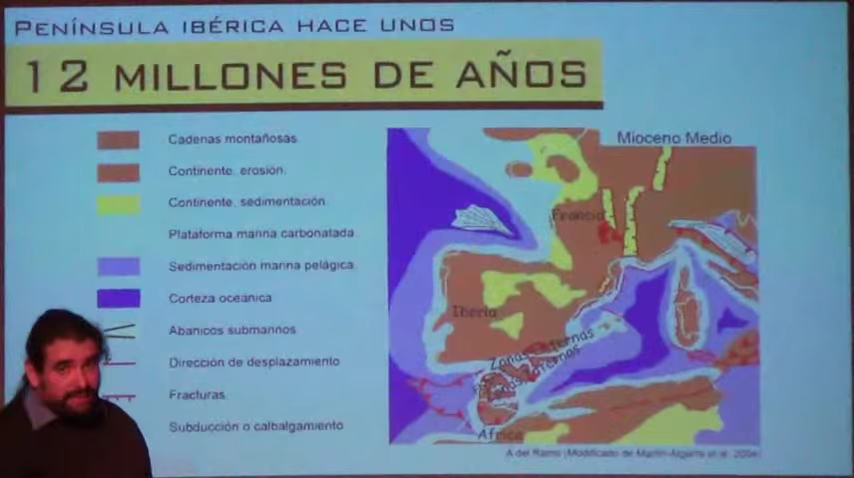 PENÍNSULA IBÉRICA HACE UNOS
12 MILLONES DE AÑOS
Cadenas montañosas
Continente, erosión.
Continente, sedimentación
Plataforma marina carbonatada
Sedimentación marina pelágica
Corteza oceánica
Abanicos submarinos
Dirección de desplazamiento
Fracturas
Subducción o calbalgamiento
Mioceno Medio
Francia
Iberia
Zonas externas
Zonas internas
Africa
A del Ramo (Modificado de Martín-Algarra et al. 2004)